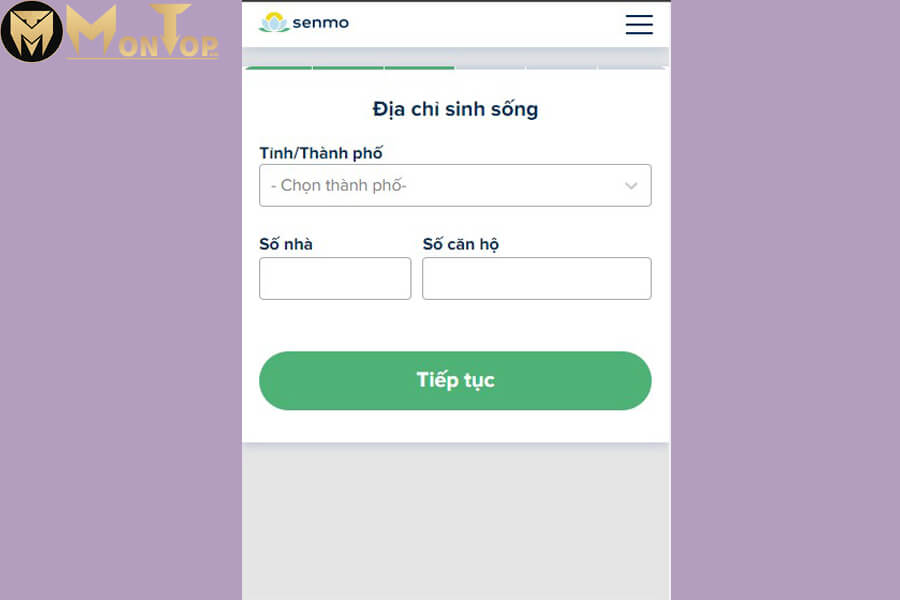 MonTop
senmo
Địa chỉ sinh sống
Tỉnh/Thành phố
- Chọn thành phố-
Số nhà
Số căn hộ
Tiếp tục